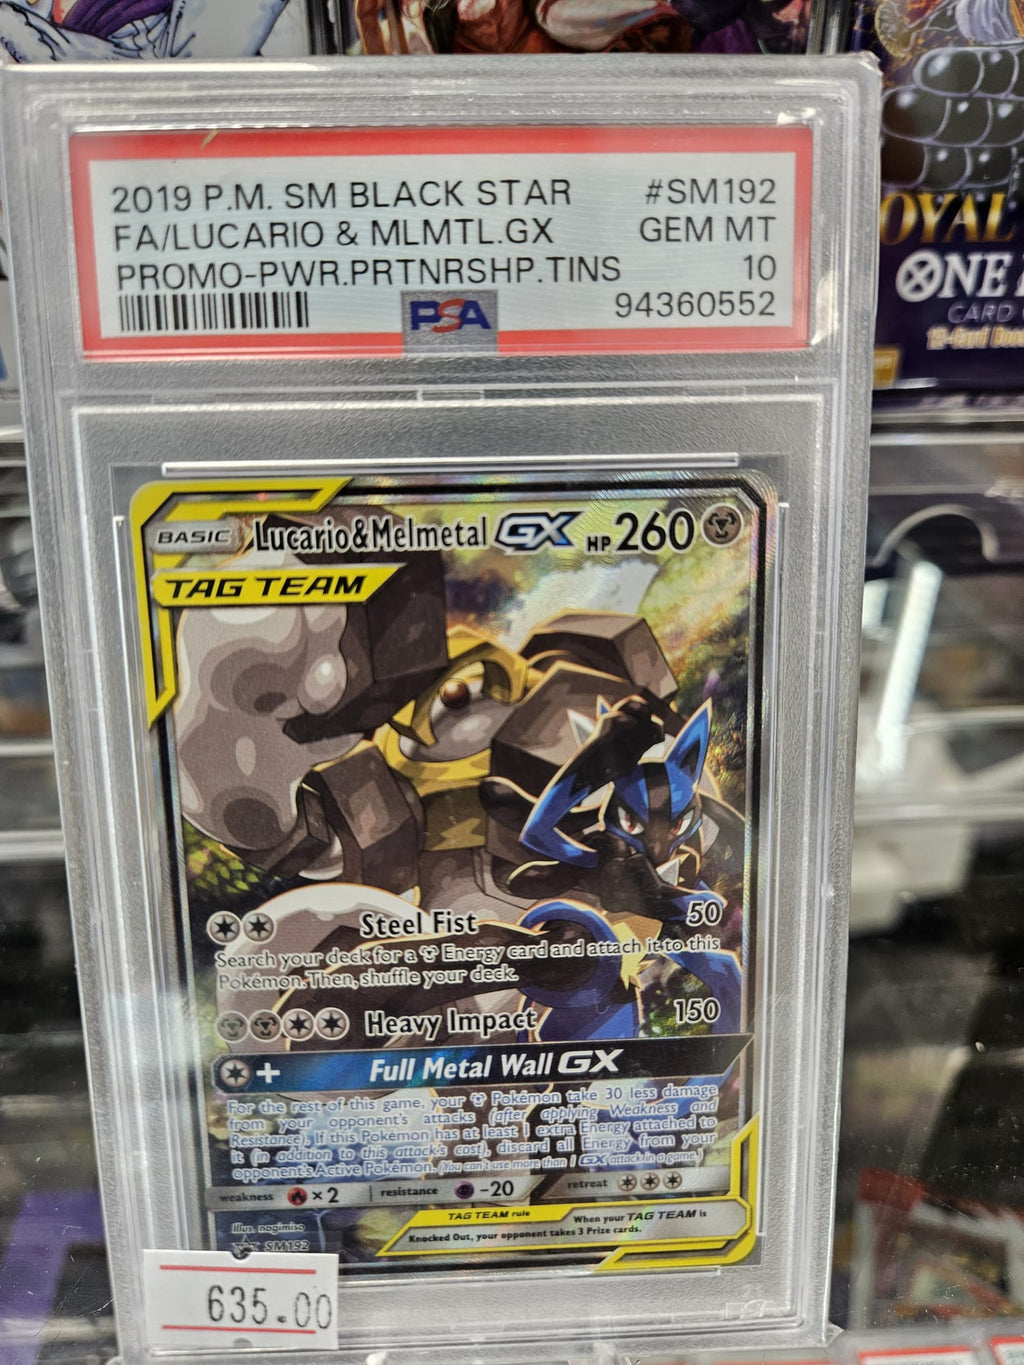 2019 P.M. SM BLACK STAR #SM192
FA/LUCARIO & MLMTL.GX GEM MT
PROMO-PWR.PRTNRSHP.TINS 10
PSA 94360552
OYAL
ONE
CARD
BASIC Lucario&Melmetal GX HP 260
TAG TEAM
Steel Fist 50
Search your deck for a Energy card and attach it to this
Pokémon. Then, shuffle your deck.
Heavy Impact 150
+ Full Metal Wall GX
For the rest of this game, your Pokémon take 30 less damage
from your opponent's attacks (after applying Weakness and
Resistance). If this Pokémon has at least 1 extra Energy attached to
it (in addition to this attack's cost), discard all Energy from your
opponent's Active Pokémon. (You can't use more than 1 GX attack in a game.)
weakness ×2 resistance -20 retreat
TAG TEAM rule When your TAG TEAM is
Knocked Out, your opponent takes 3 Prize cards.
Illus. nagimiso
SM192
635.00